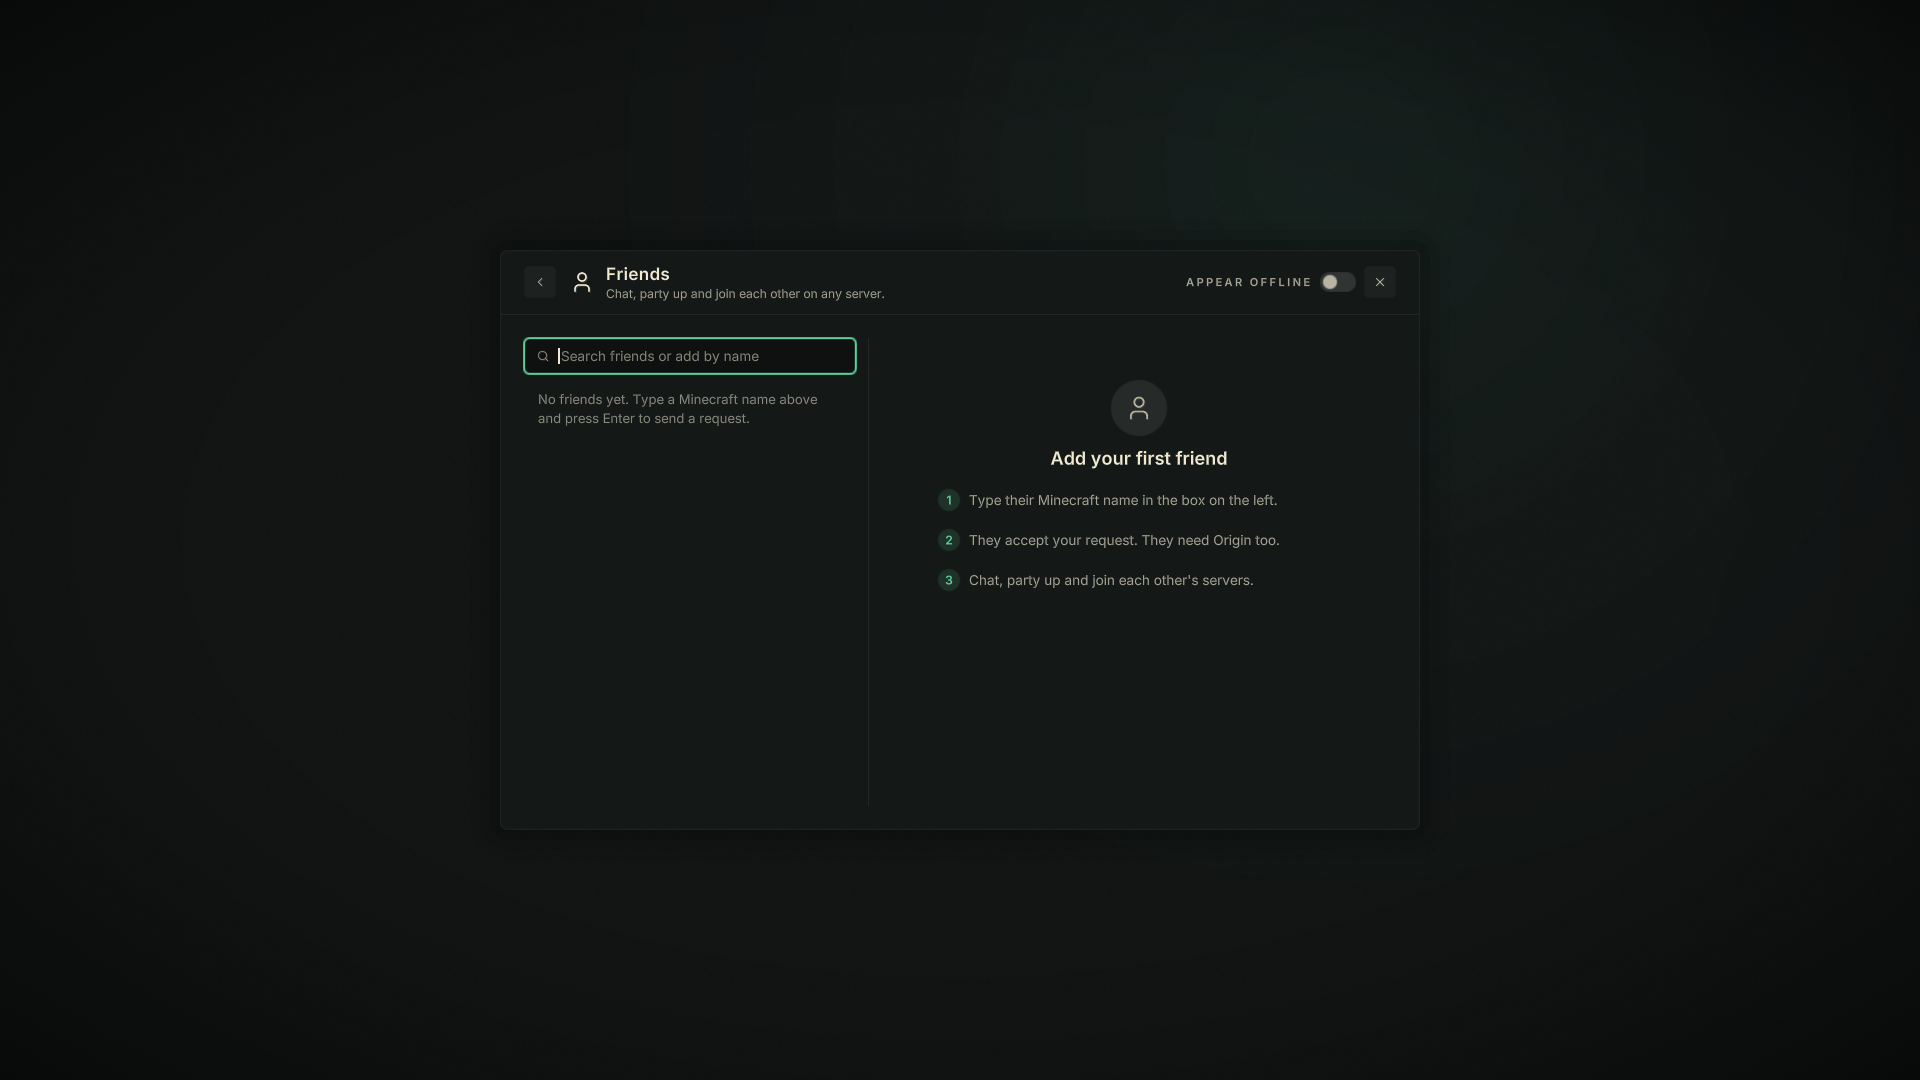 Friends
Chat, party up and join each other on any server.
APPEAR OFFLINE
Search friends or add by name
No friends yet. Type a Minecraft name above
and press Enter to send a request.
Add your first friend
1 Type their Minecraft name in the box on the left.
2 They accept your request. They need Origin too.
3 Chat, party up and join each other's servers.